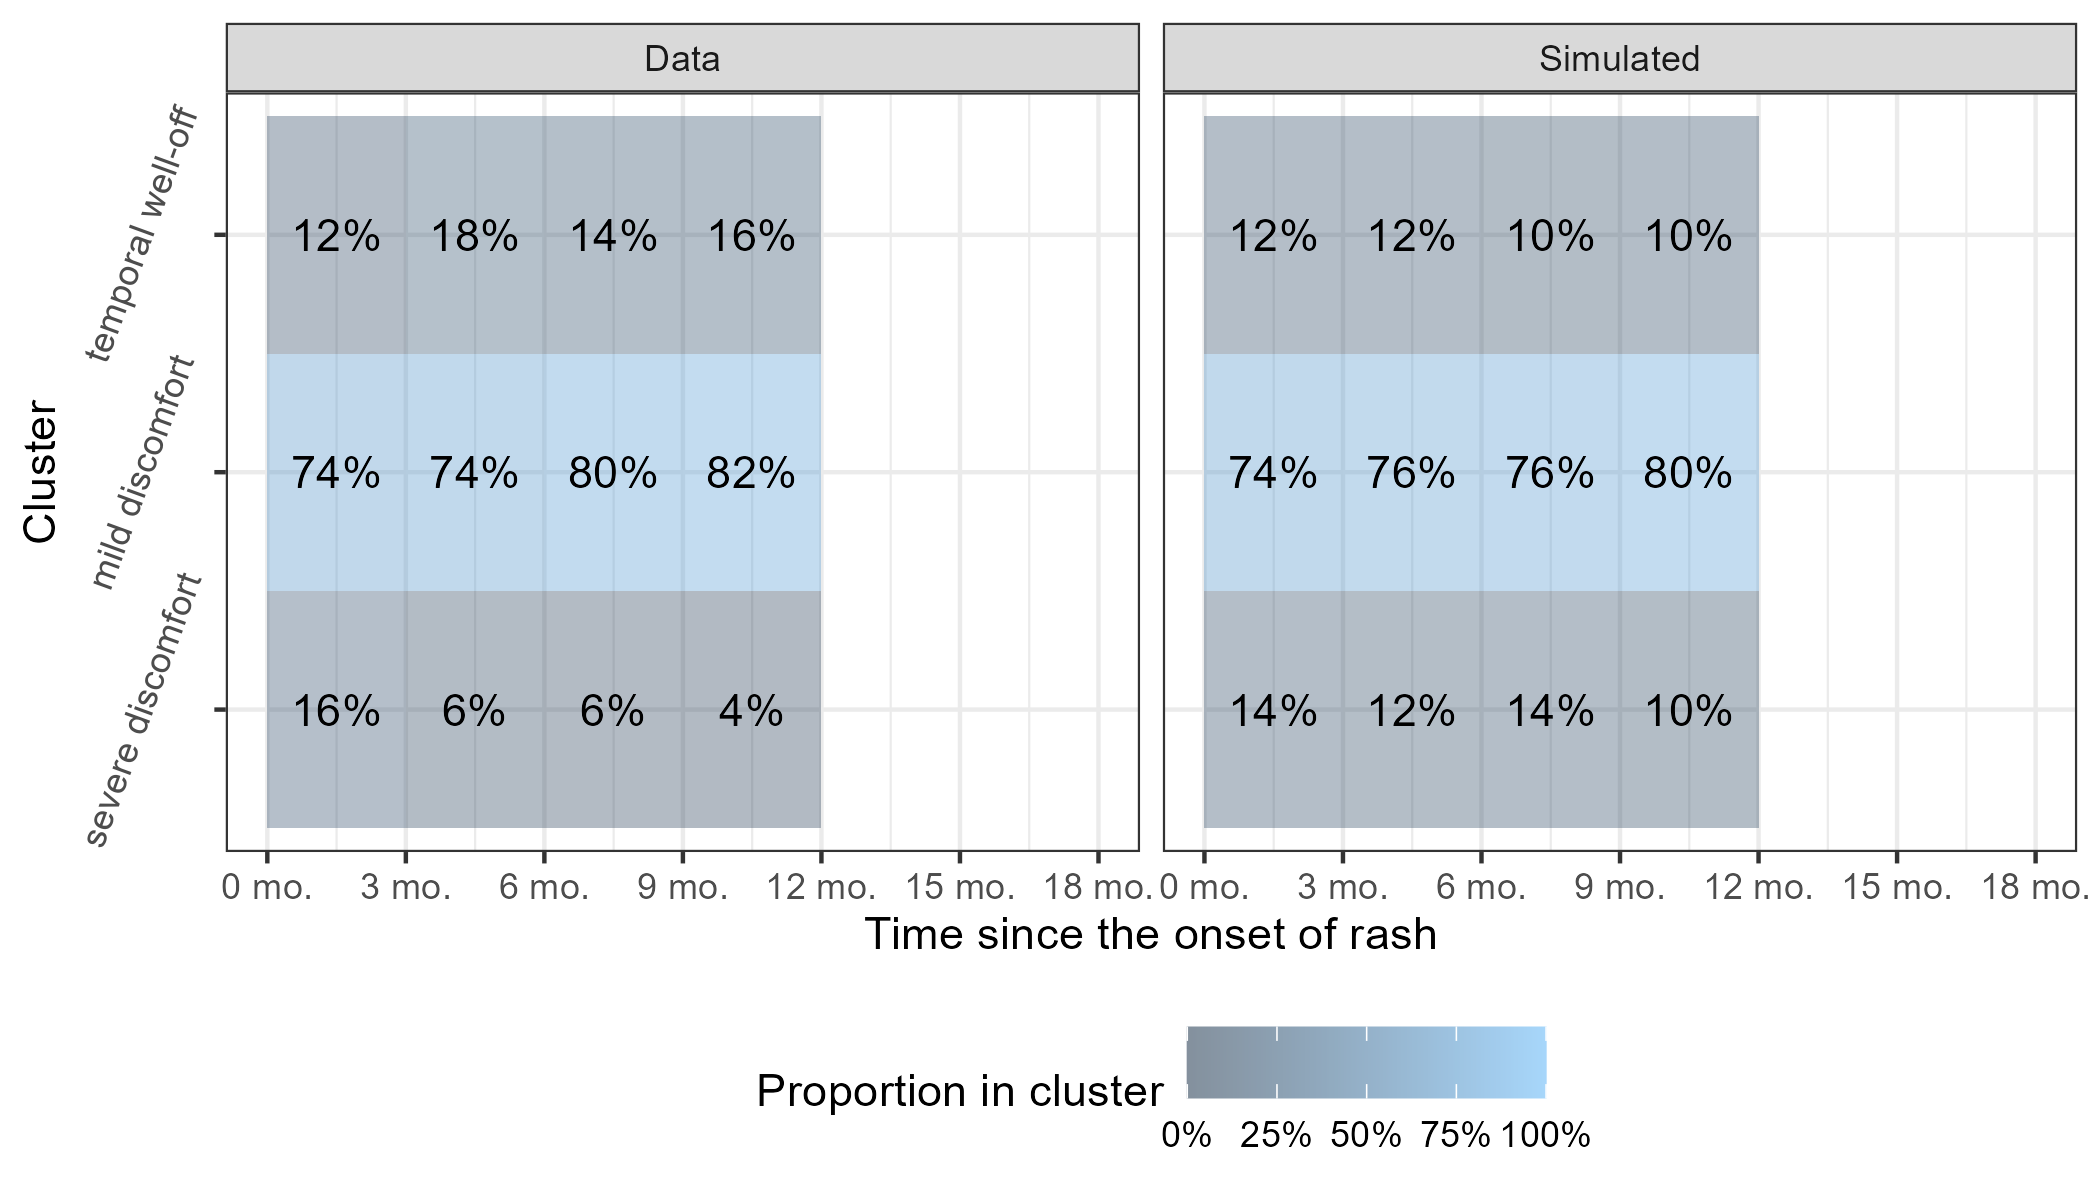 Data
Simulated
Cluster
temporal well-off
12% 18% 14% 16%
12% 12% 10% 10%
mild discomfort
74% 74% 80% 82%
74% 76% 76% 80%
severe discomfort
16% 6% 6% 4%
14% 12% 14% 10%
0 mo. 3 mo. 6 mo. 9 mo. 12 mo. 15 mo. 18 mo.
0 mo. 3 mo. 6 mo. 9 mo. 12 mo. 15 mo. 18 mo.
Time since the onset of rash
Proportion in cluster
0% 25% 50% 75% 100%